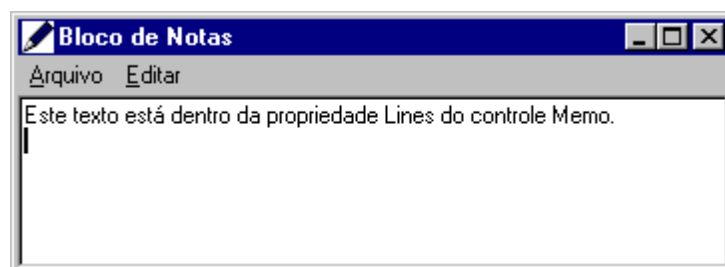 Bloco de Notas
Arquivo Editar
Este texto está dentro da propriedade Lines do controle Memo.